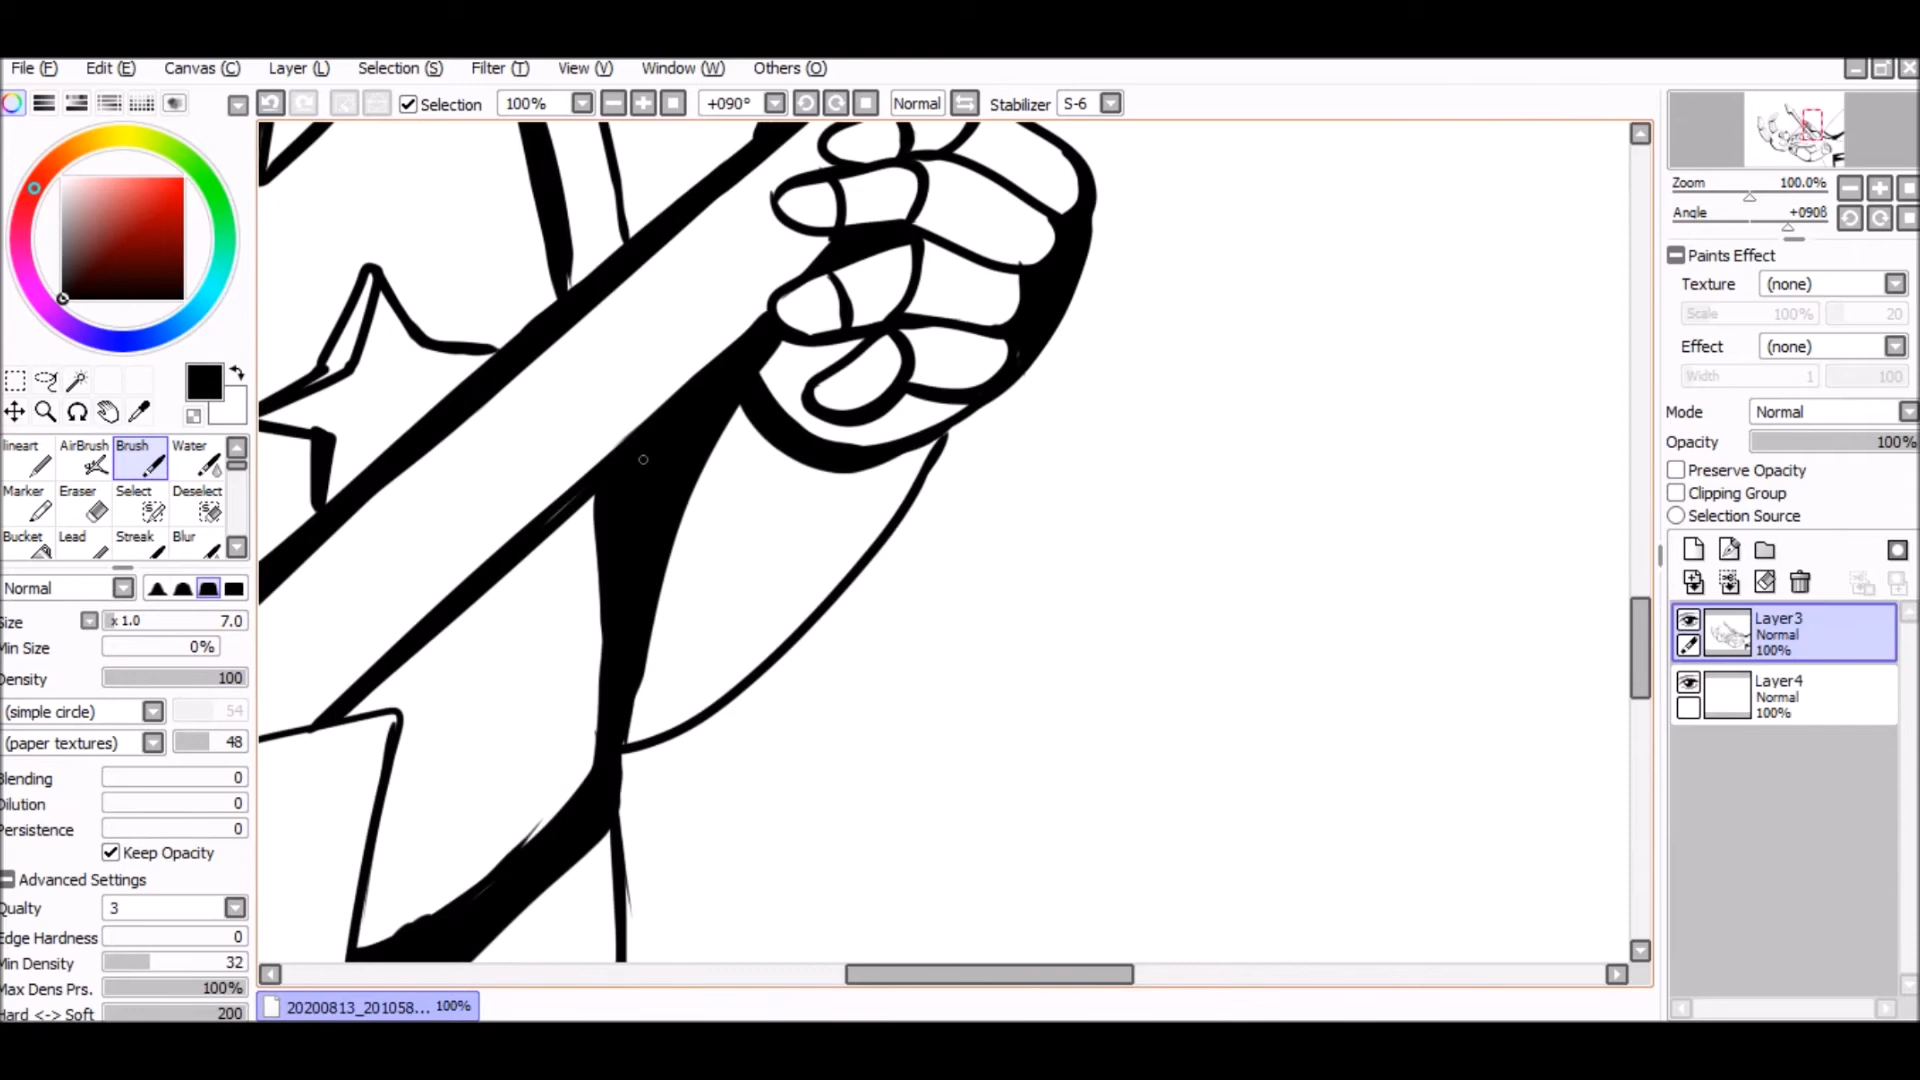 File (F) Edit (E) Canvas (C) Layer (L) Selection (S) Filter (T) View (V) Window (W) Others (O)
Selection 100% +090° Normal Stabilizer S-6
Zoom 100.0%
Angle +090ß
Paints Effect
Texture (none)
Scale 100% 20
Effect (none)
Width 1 100
Mode Normal
Opacity 100%
Preserve Opacity
Clipping Group
Selection Source
Layer3
Normal
100%
Layer4
Normal
100%
lineart AirBrush Brush Water
Marker Eraser Select Deselect
Bucket Lead Streak Blur
Normal
Size x 1.0 7.0
Min Size 0%
Density 100
(simple circle) 54
(paper textures) 48
Blending 0
Dilution 0
Persistence 0
Keep Opacity
Advanced Settings
Qualty 3
Edge Hardness 0
Min Density 32
Max Dens Prs. 100%
Hard <-> Soft 200
20200813_201058... 100%